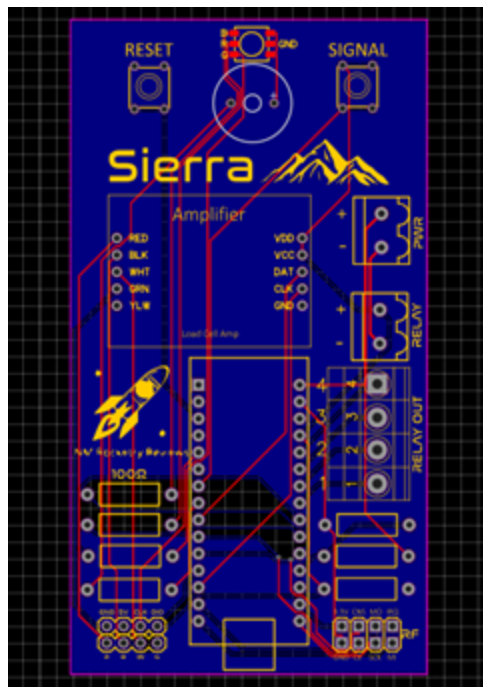 RESET
SIGNAL
GND
+
Sierra
Amplifier
RED
BLK
WHT
GRN
YLW
VDD
VCC
DAT
CLK
GND
Load Cell Amp
+
-
PWR
+
-
RELAY
4
3
2
1
4
3
2
1
RELAY OUT
100Ω
RF